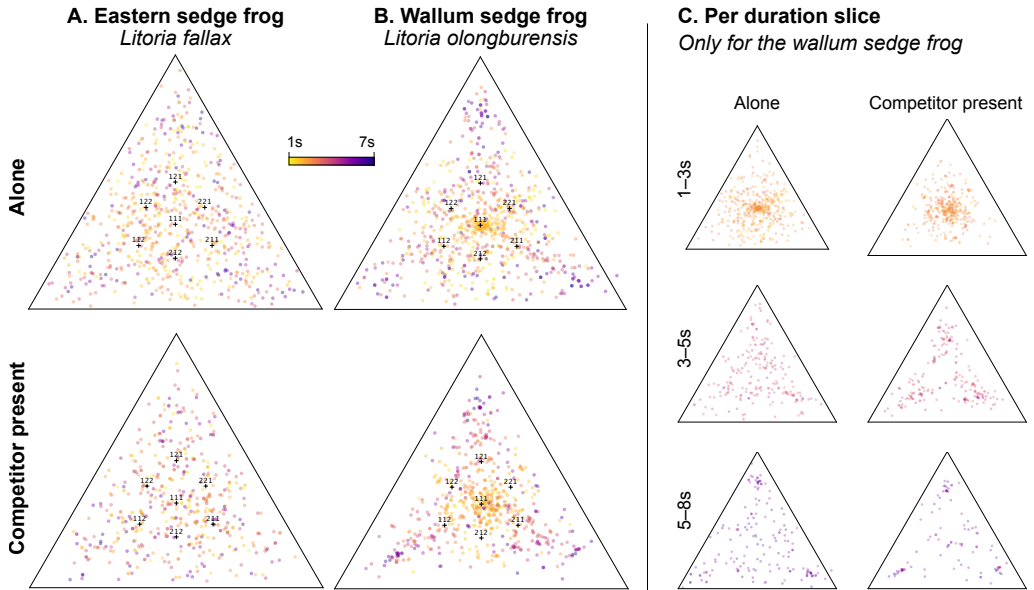 A. Eastern sedge frog
Litoria fallax
B. Wallum sedge frog
Litoria olongburensis
C. Per duration slice
Only for the wallum sedge frog
Alone
1s 7s
121
122 221
111
112 211
212
121
122 221
111
112 211
212
Competitor present
121
122 221
111
112 211
212
121
122 221
111
112 211
212
Alone Competitor present
1–3s
3–5s
5–8s